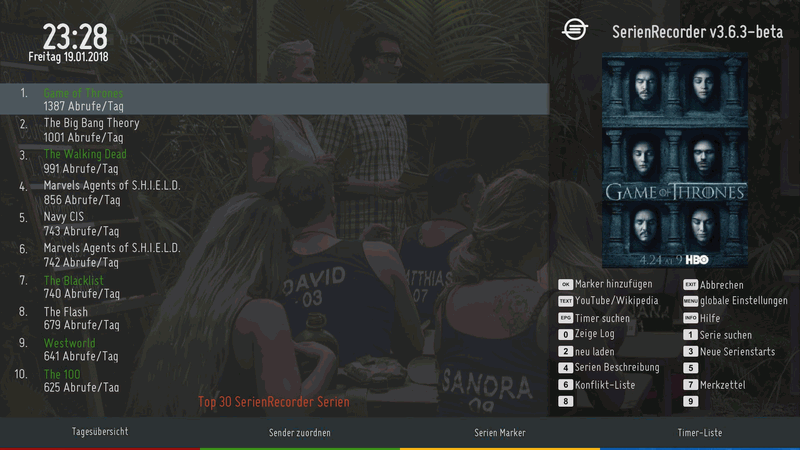 23:28
Freitag 19.01.2018
SerienRecorder v3.6.3-beta
1. Game of Thrones
1387 Abrufe/Tag
2. The Big Bang Theory
1001 Abrufe/Tag
3. The Walking Dead
991 Abrufe/Tag
4. Marvels Agents of S.H.I.E.L.D.
856 Abrufe/Tag
5. Navy CIS
743 Abrufe/Tag
6. Marvels Agents of S.H.I.E.L.D.
742 Abrufe/Tag
7. The Blacklist
740 Abrufe/Tag
8. The Flash
679 Abrufe/Tag
9. Westworld
641 Abrufe/Tag
10. The 100
625 Abrufe/Tag
Top 30 SerienRecorder Serien
DAVID
03
MATTHIAS
07
SANDRA
09
GAME OF THRONES
4.24 AT 9 HBO
OK Marker hinzufügen
EXIT Abbrechen
TEXT YouTube/Wikipedia
MENU globale Einstellungen
EPG Timer suchen
INFO Hilfe
0 Zeige Log
1 Serie suchen
2 neu laden
3 Neue Serienstarts
4 Serien Beschreibung
5
6 Konflikt-Liste
7 Merkzettel
8
9
Tagesübersicht
Sender zuordnen
Serien Marker
Timer-Liste